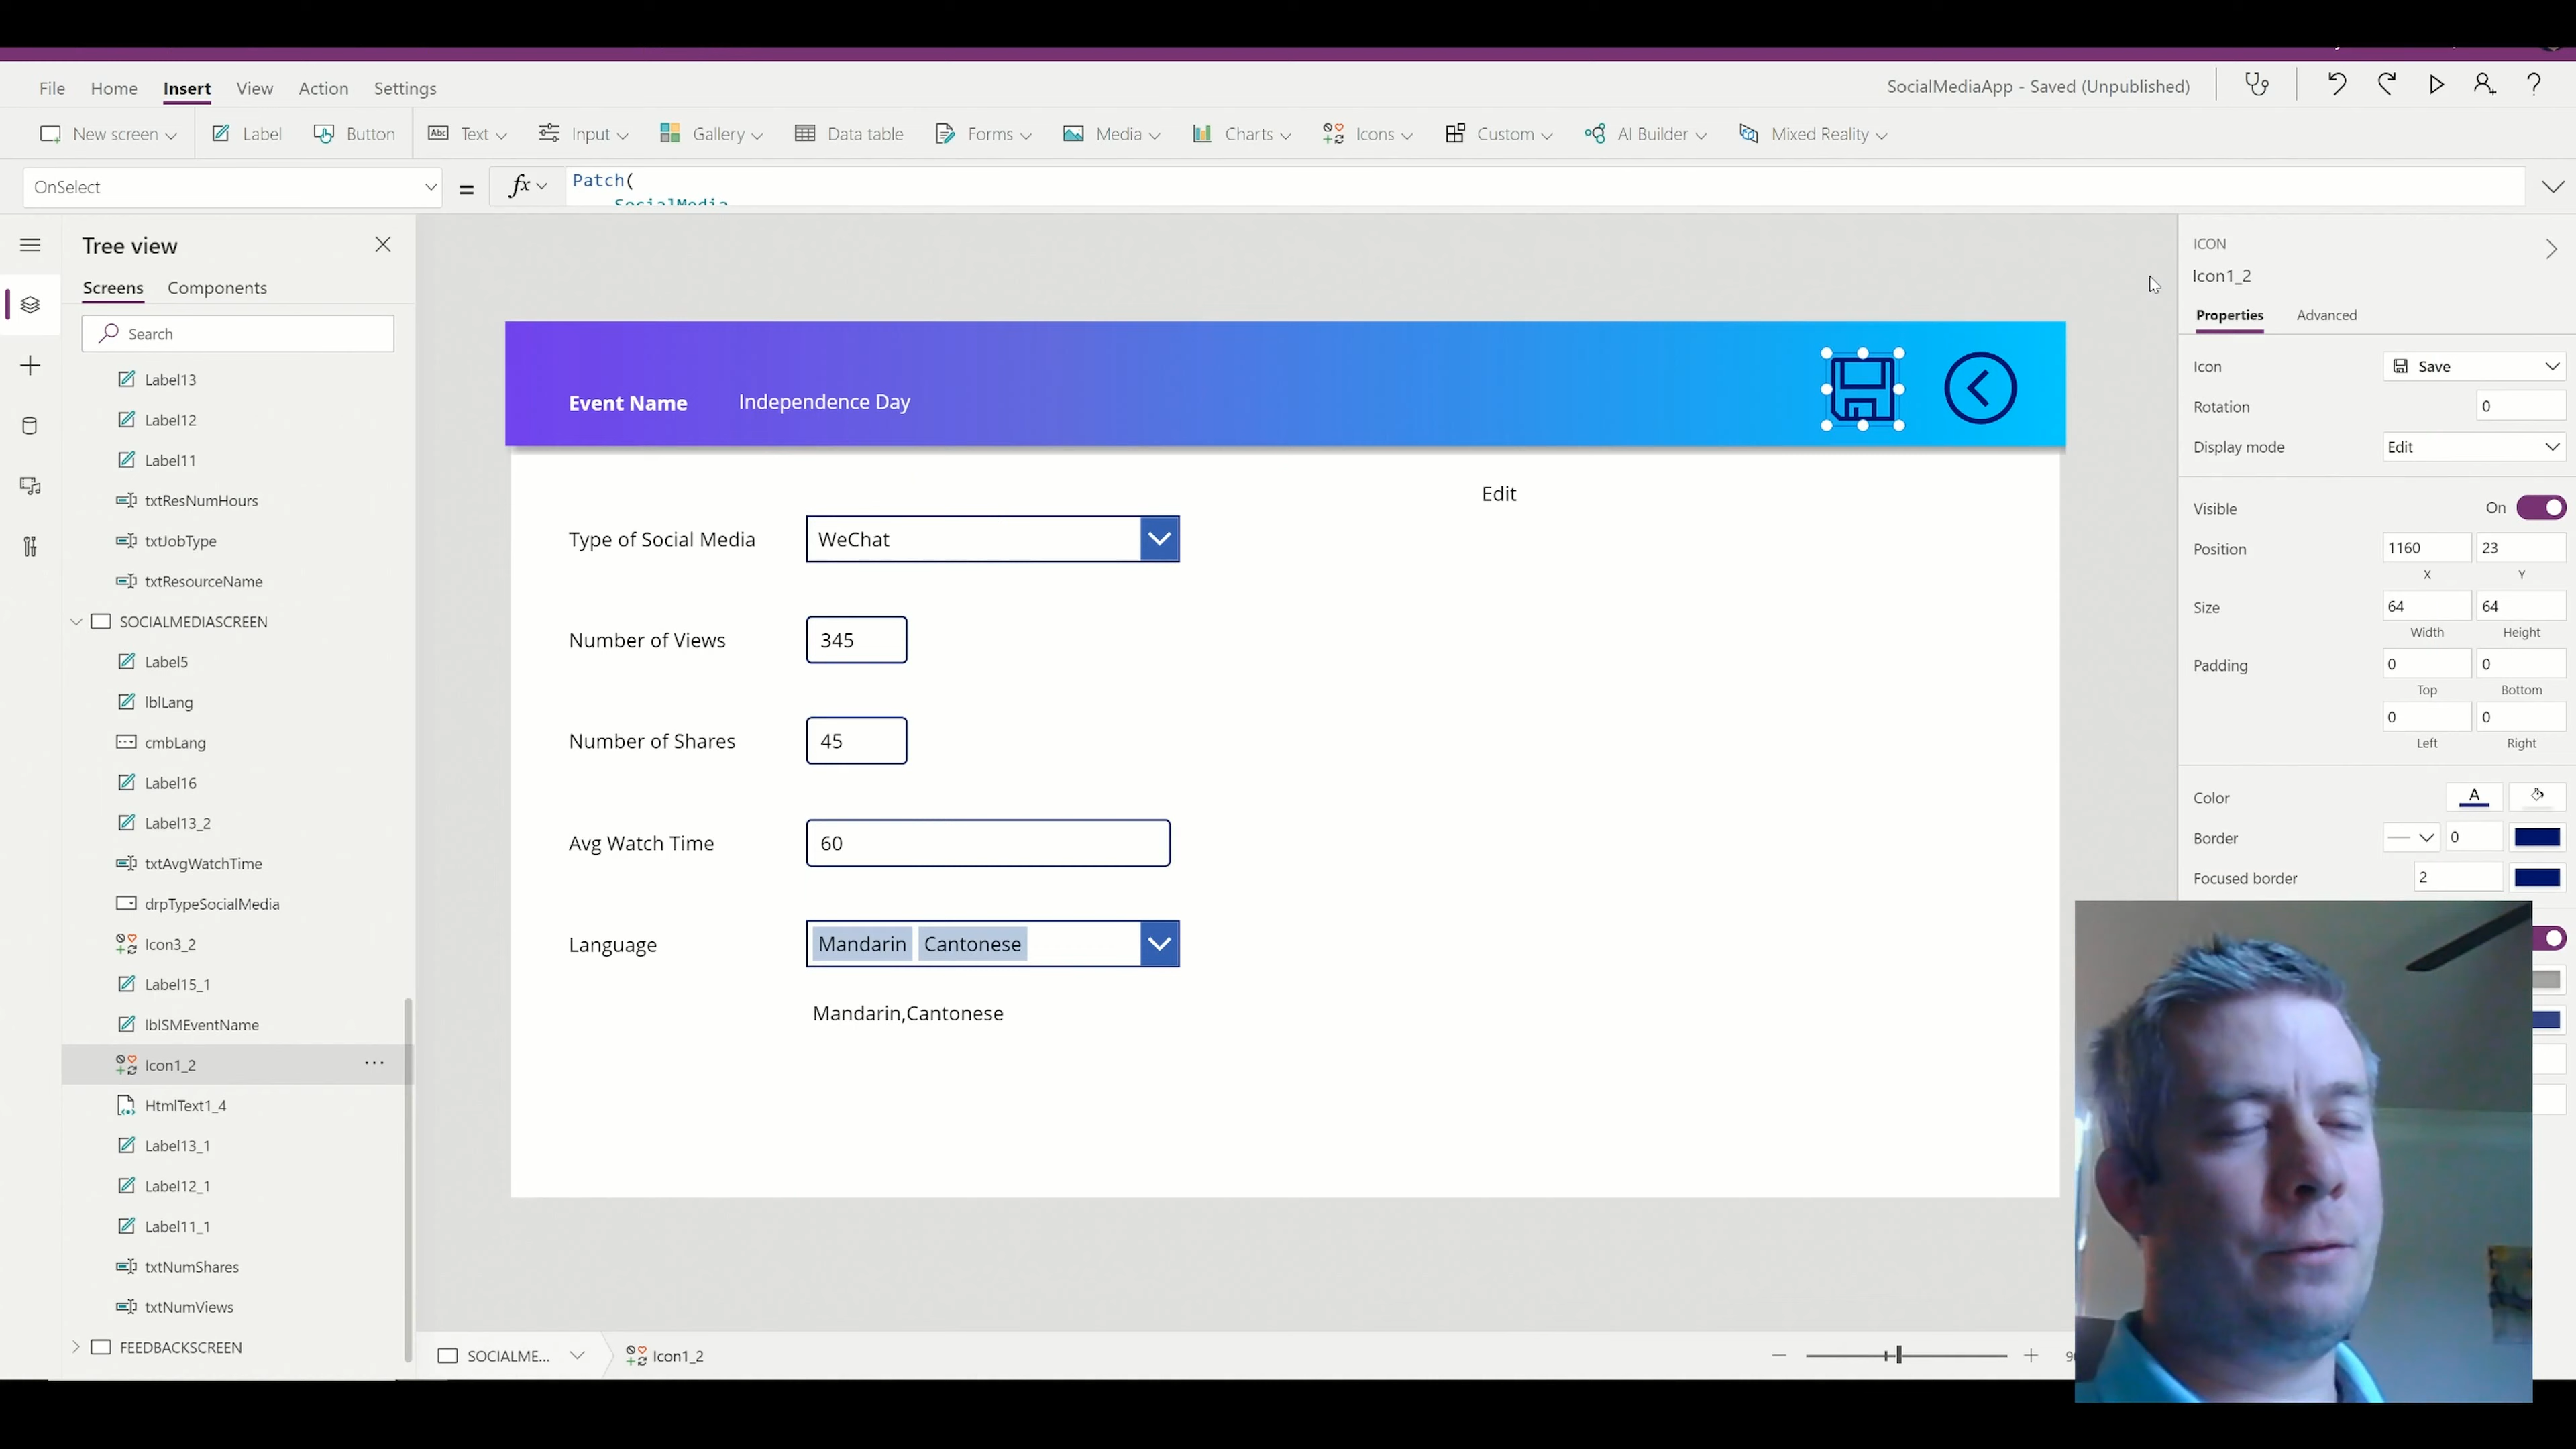 File Home Insert View Action Settings
SocialMediaApp - Saved (Unpublished)
New screen Label Button Text Input Gallery Data table Forms Media Charts Icons Custom AI Builder Mixed Reality
OnSelect = fx Patch(
SocialMedia
Tree view
Screens Components
Search
Label13
Label12
Label11
txtResNumHours
txtJobType
txtResourceName
SOCIALMEDIASCREEN
Label5
lblLang
cmbLang
Label16
Label13_2
txtAvgWatchTime
drpTypeSocialMedia
Icon3_2
Label15_1
lblSMEventName
Icon1_2
HtmlText1_4
Label13_1
Label12_1
Label11_1
txtNumShares
txtNumViews
FEEDBACKSCREEN
Event Name Independence Day
Edit
Type of Social Media WeChat
Number of Views 345
Number of Shares 45
Avg Watch Time 60
Language Mandarin Cantonese
Mandarin,Cantonese
SOCIALME... Icon1_2
ICON
Icon1_2
Properties Advanced
Icon Save
Rotation 0
Display mode Edit
Visible On
Position 1160 23
X Y
Size 64 64
Width Height
Padding 0 0
Top Bottom
0 0
Left Right
Color A
Border 0
Focused border 2